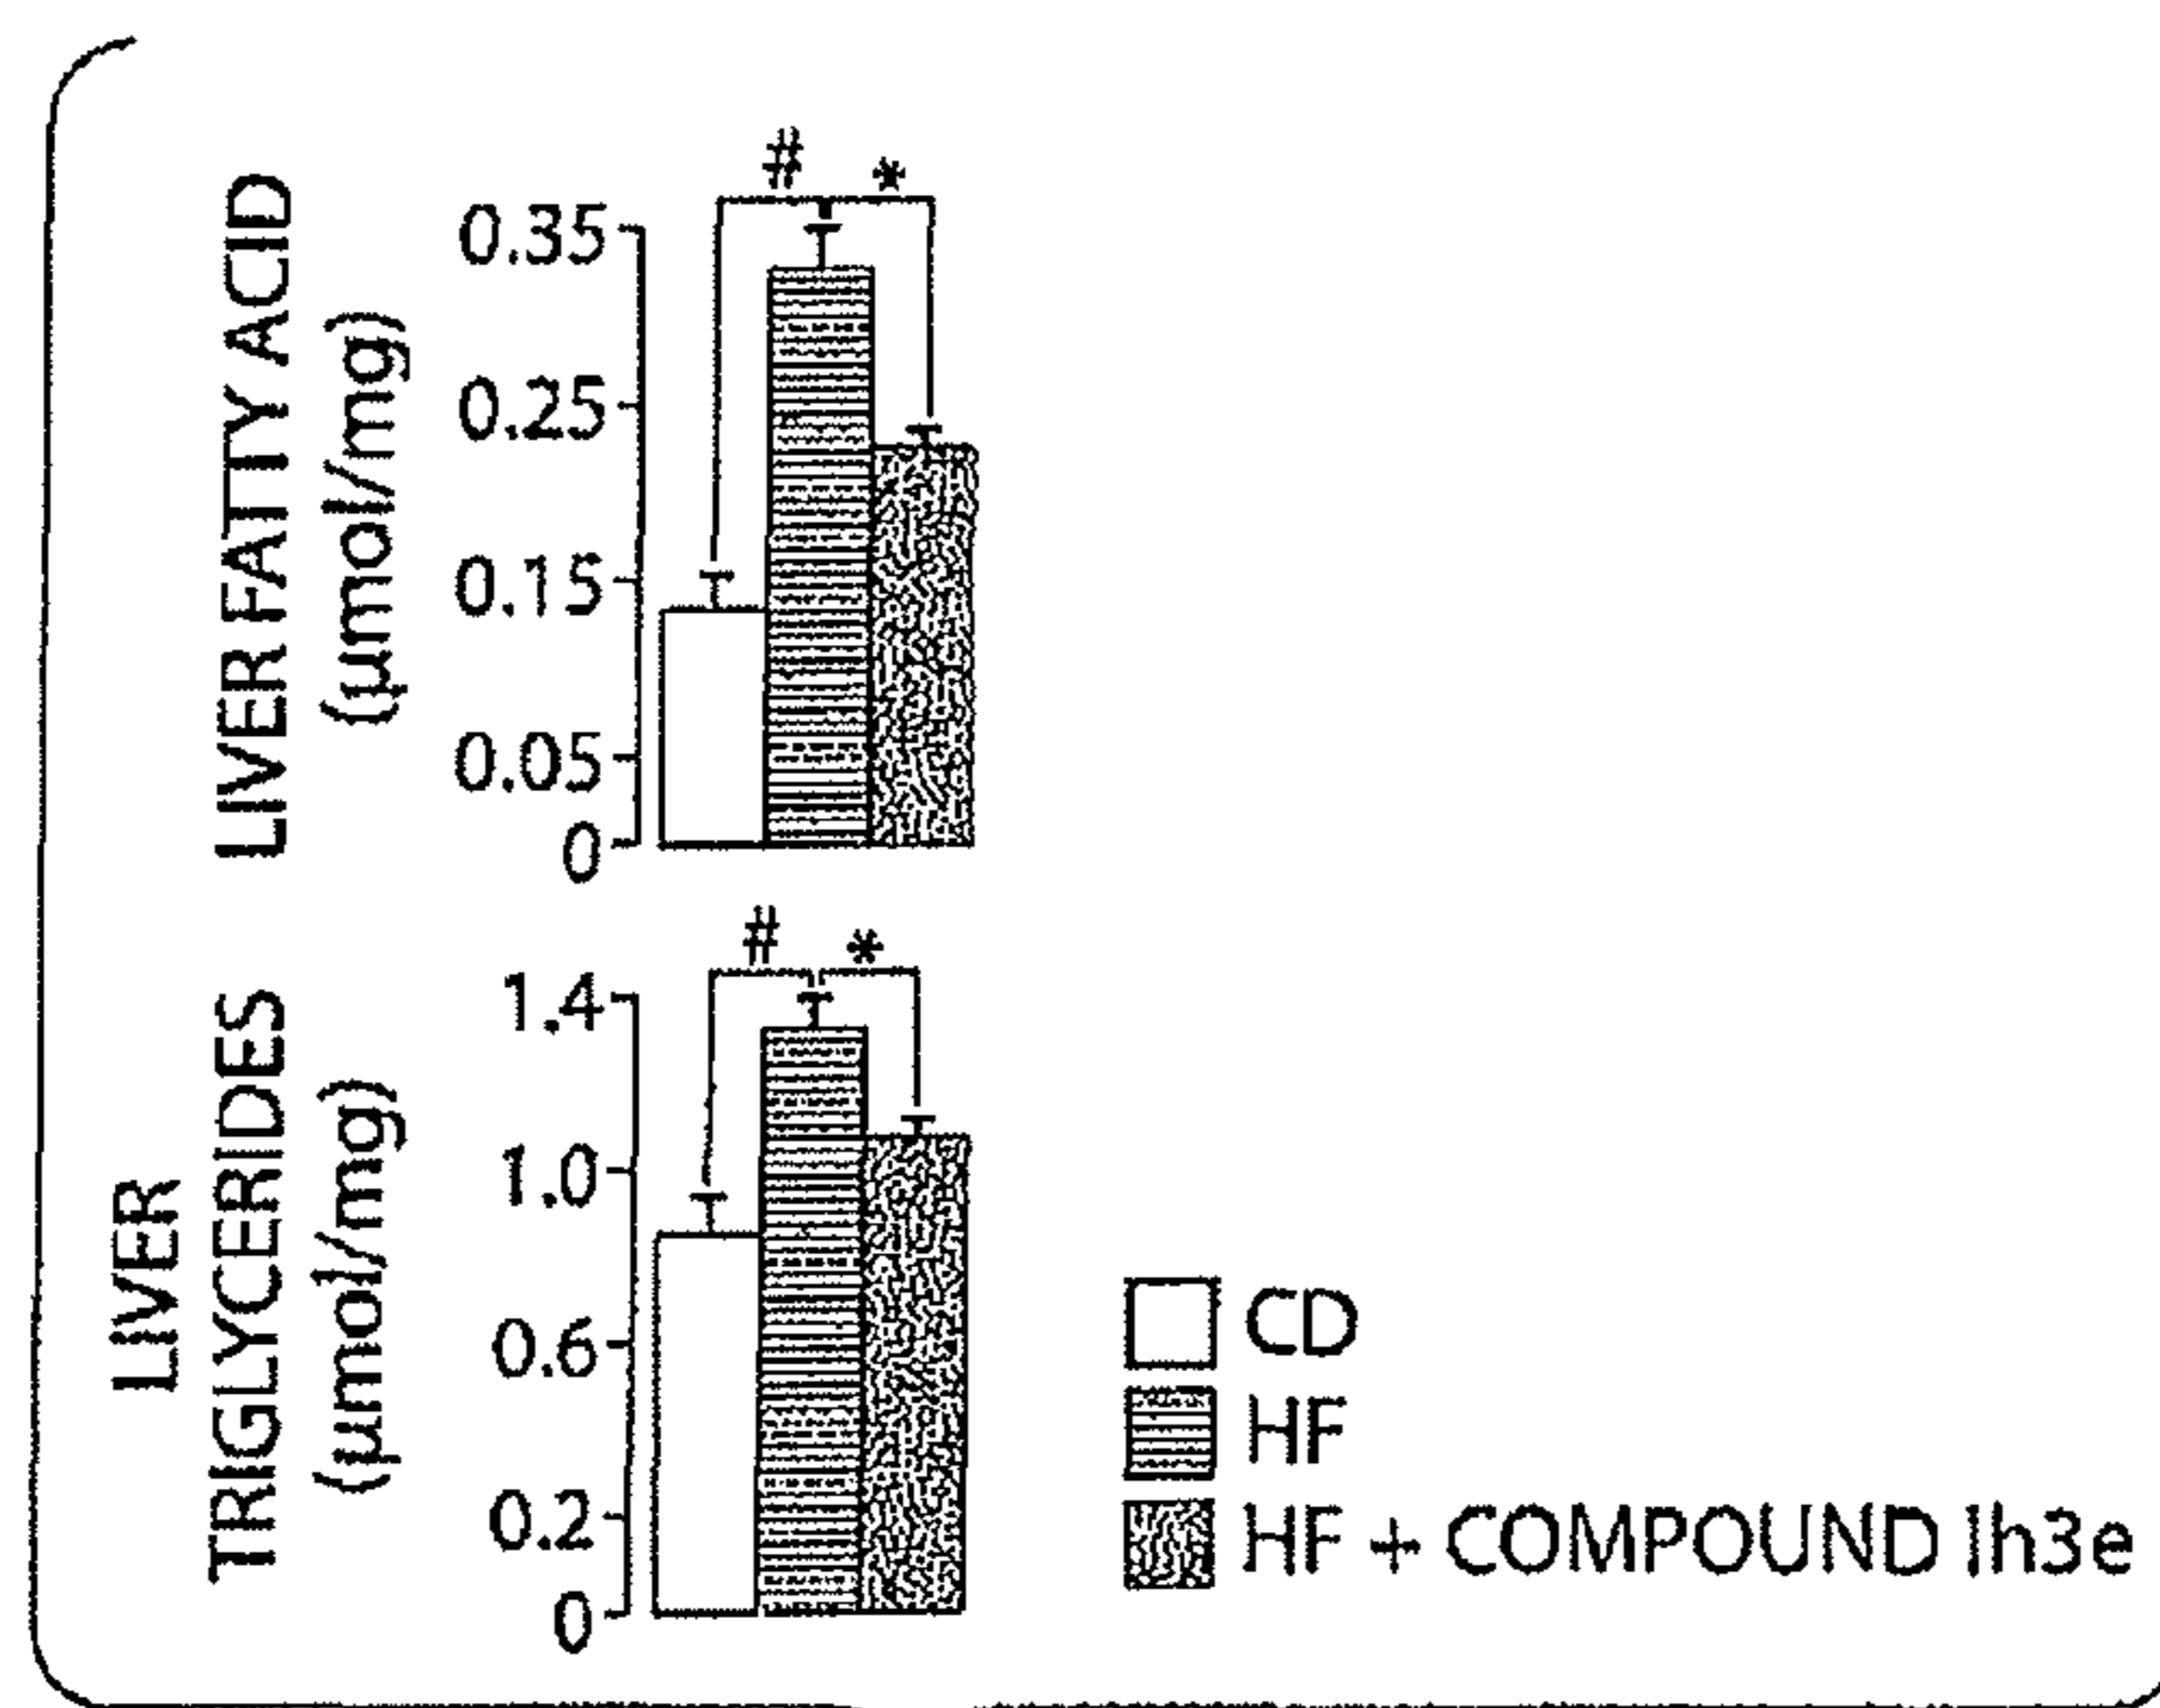 LIVER FATTY ACID
(µmol/mg)
0.35
0.25
0.15
0.05
0
#
*
LIVER
TRIGLYCERIDES
(µmol/mg)
1.4
1.0
0.6
0.2
0
#
*
CD
HF
HF + COMPOUND Ih3e